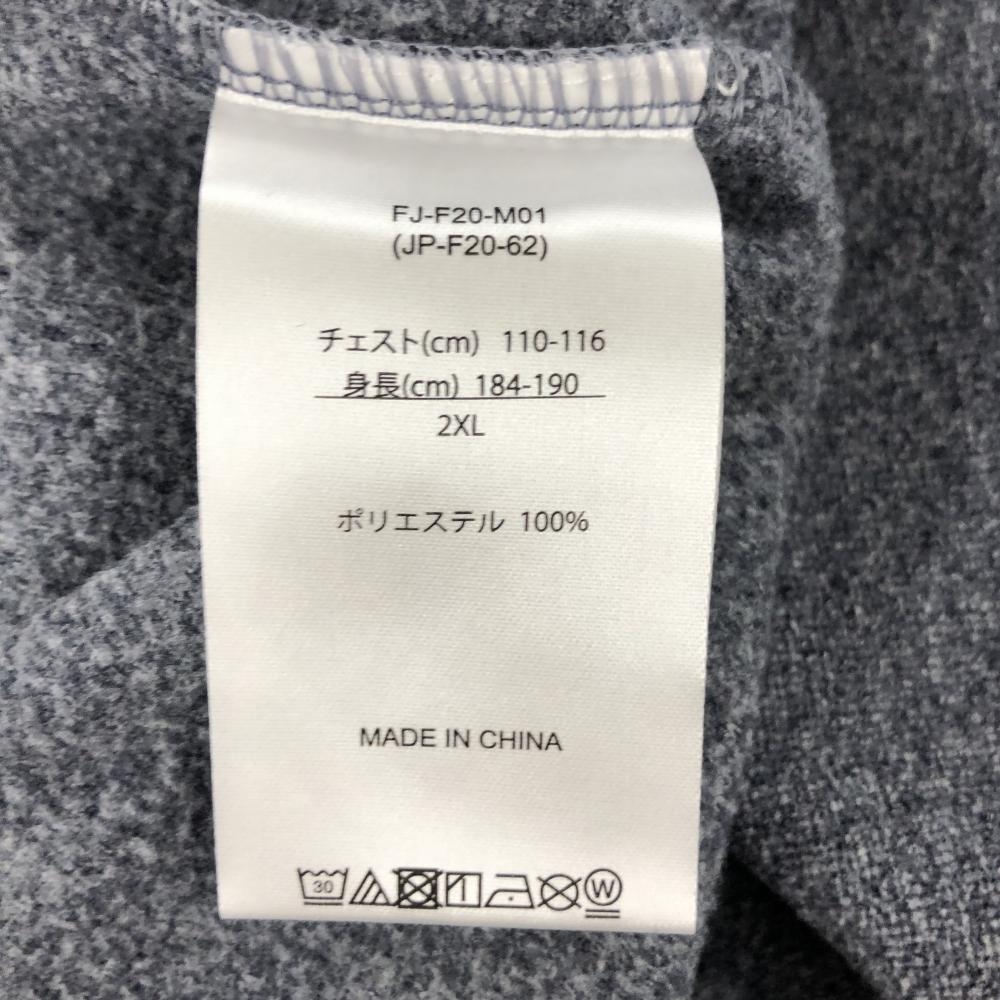 FJ-F20-M01
(JP-F20-62)
チェスト(cm) 110-116
身長(cm) 184-190
2XL
ポリエステル 100%
MADE IN CHINA
30 W